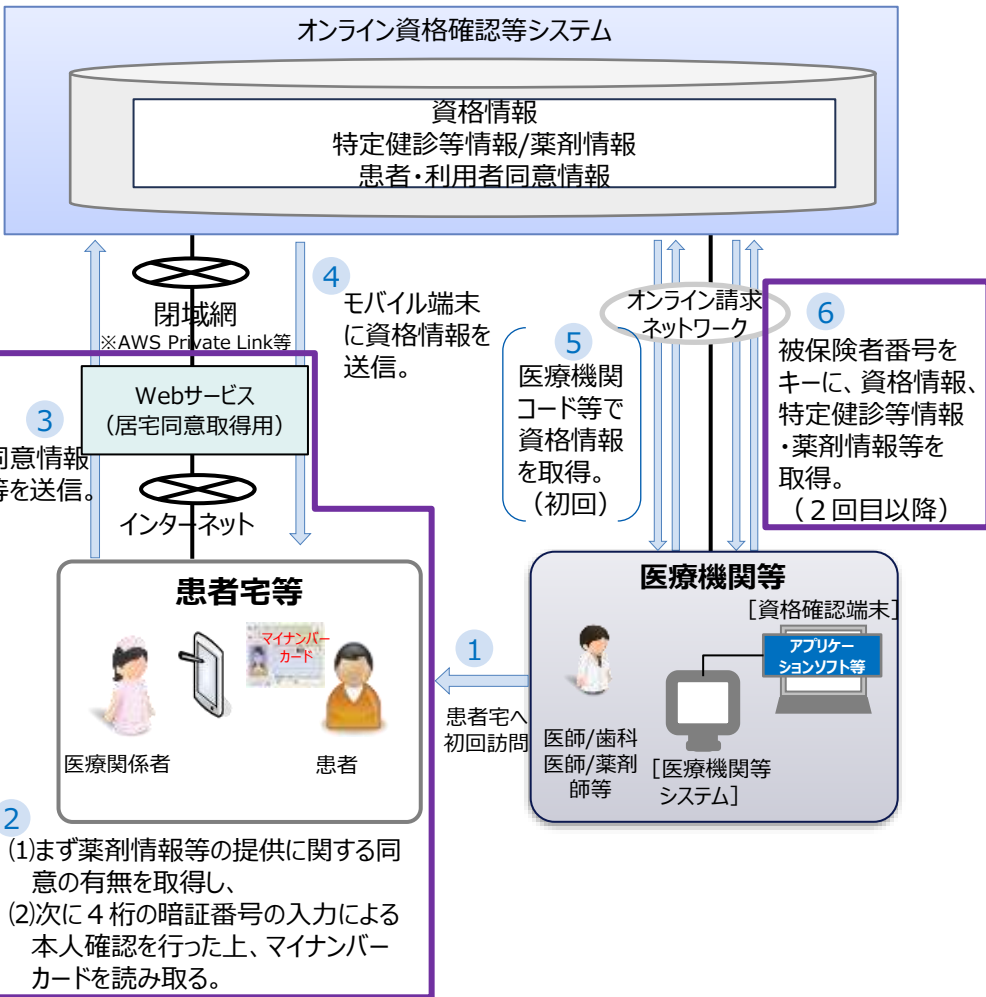 オンライン資格確認等システム
資格情報
特定健診等情報/薬剤情報
患者・利用者同意情報
閉域網
※AWS Private Link等
4
モバイル端末
に資格情報を
送信。
オンライン請求
ネットワーク
5
医療機関
コード等で
資格情報
を取得。
（初回）
6
被保険者番号を
キーに、資格情報、
特定健診等情報
・薬剤情報等を
取得。
（２回目以降）
Webサービス
（居宅同意取得用）
3
同意情報
等を送信。
インターネット
患者宅等
マイナンバー
カード
医療関係者
患者
1
患者宅へ
初回訪問
医療機関等
［資格確認端末］
アプリケー
ションソフト等
医師/歯科
医師/薬剤
師等
［医療機関等
システム］
2
⑴まず薬剤情報等の提供に関する同
意の有無を取得し、
⑵次に４桁の暗証番号の入力による
本人確認を行った上、マイナンバー
カードを読み取る。